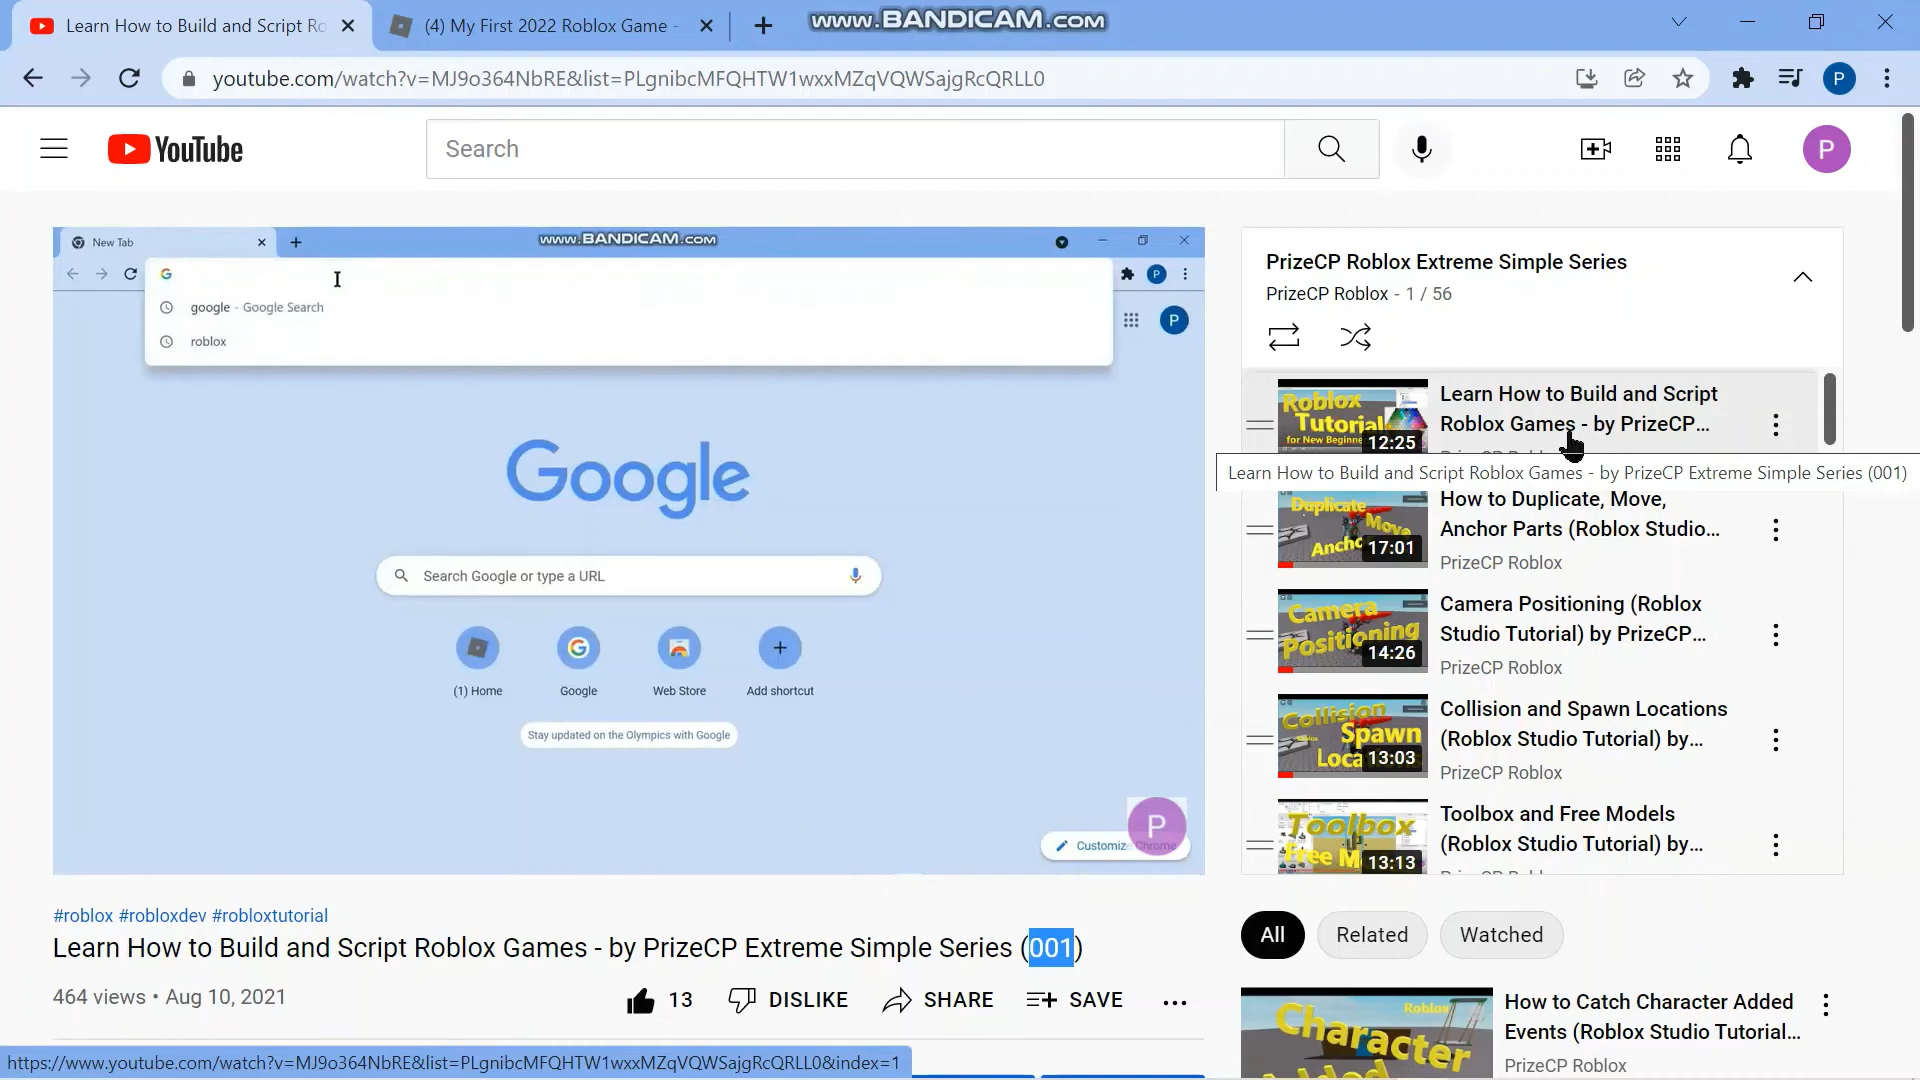 Learn How to Build and Script Ro
(4) My First 2022 Roblox Game -
www.BANDICAM.com
youtube.com/watch?v=MJ9o364NbRE&list=PLgnibcMFQHTW1wxxMZqVQWSajgRcQRLL0
P
YouTube
Search
P
New Tab
www.BANDICAM.com
G
P
google - Google Search
roblox
P
Google
Search Google or type a URL
(1) Home
Google
Web Store
Add shortcut
Stay updated on the Olympics with Google
P
Customize Chrome
PrizeCP Roblox Extreme Simple Series
PrizeCP Roblox - 1 / 56
Roblox
Tutorial
for New Beginne
12:25
Learn How to Build and Script
Roblox Games - by PrizeCP...
Learn How to Build and Script Roblox Games - by PrizeCP Extreme Simple Series (001)
Duplicate
Move
Ancho
17:01
How to Duplicate, Move,
Anchor Parts (Roblox Studio...
PrizeCP Roblox
Camera
Positioning
14:26
Camera Positioning (Roblox
Studio Tutorial) by PrizeCP...
PrizeCP Roblox
Collision
Spawn
Loca
13:03
Collision and Spawn Locations
(Roblox Studio Tutorial) by...
PrizeCP Roblox
Toolbox
Free M
13:13
Toolbox and Free Models
(Roblox Studio Tutorial) by...
#roblox #robloxdev #robloxtutorial
Learn How to Build and Script Roblox Games - by PrizeCP Extreme Simple Series (001)
464 views • Aug 10, 2021
13
DISLIKE
SHARE
SAVE
All
Related
Watched
Roblox
Character
Added
How to Catch Character Added
Events (Roblox Studio Tutorial...
PrizeCP Roblox
https://www.youtube.com/watch?v=MJ9o364NbRE&list=PLgnibcMFQHTW1wxxMZqVQWSajgRcQRLL0&index=1